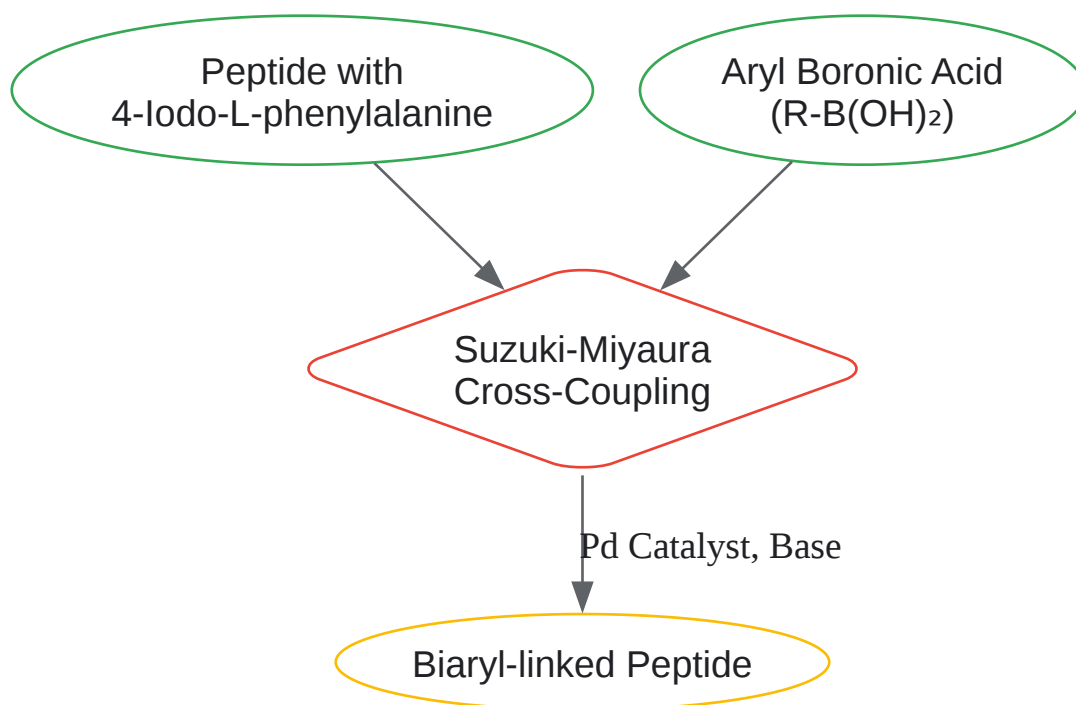 Peptide with
4-Iodo-L-phenylalanine
Aryl Boronic Acid
(R-B(OH)₂)
Suzuki-Miyaura
Cross-Coupling
Pd Catalyst, Base
Biaryl-linked Peptide